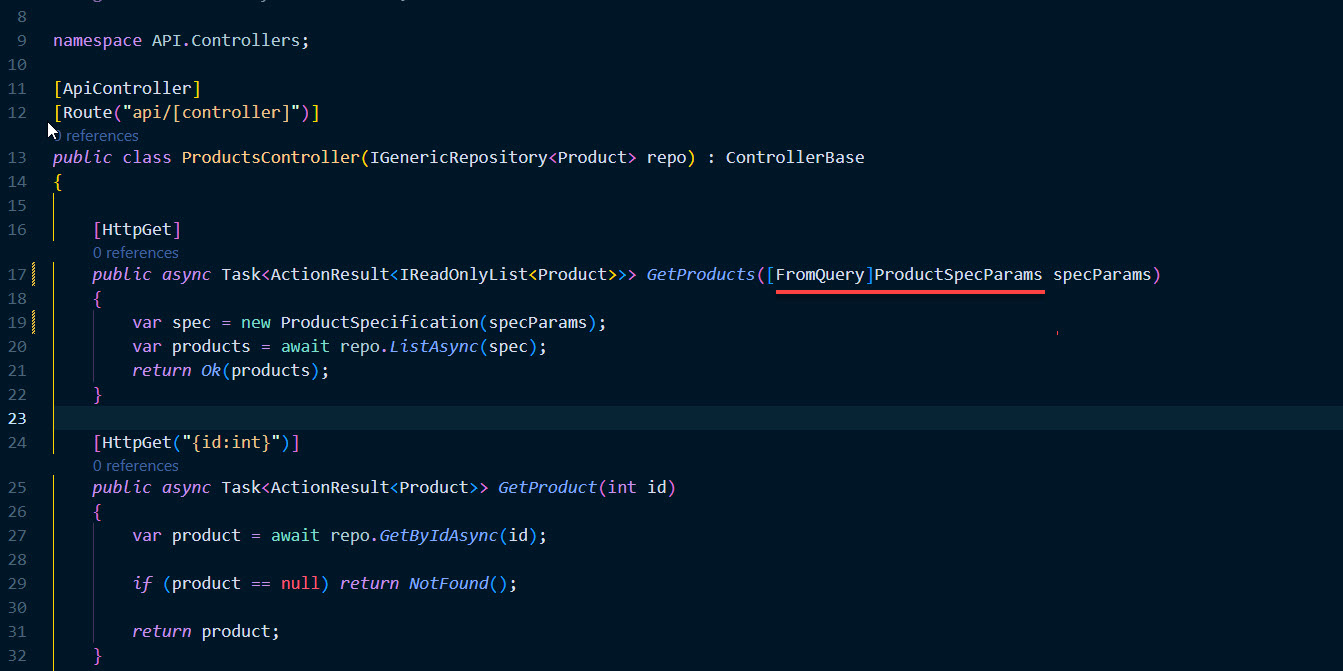 8
9 namespace API.Controllers;
10
11 [ApiController]
12 [Route("api/[controller]")]
0 references
13 public class ProductsController(IGenericRepository<Product> repo) : ControllerBase
14 {
15
16 [HttpGet]
0 references
17 public async Task<ActionResult<IReadOnlyList<Product>>> GetProducts([FromQuery]ProductSpecParams specParams)
18 {
19 var spec = new ProductSpecification(specParams);
20 var products = await repo.ListAsync(spec);
21 return Ok(products);
22 }
23
24 [HttpGet("{id:int}")]
0 references
25 public async Task<ActionResult<Product>> GetProduct(int id)
26 {
27 var product = await repo.GetByIdAsync(id);
28
29 if (product == null) return NotFound();
30
31 return product;
32 }